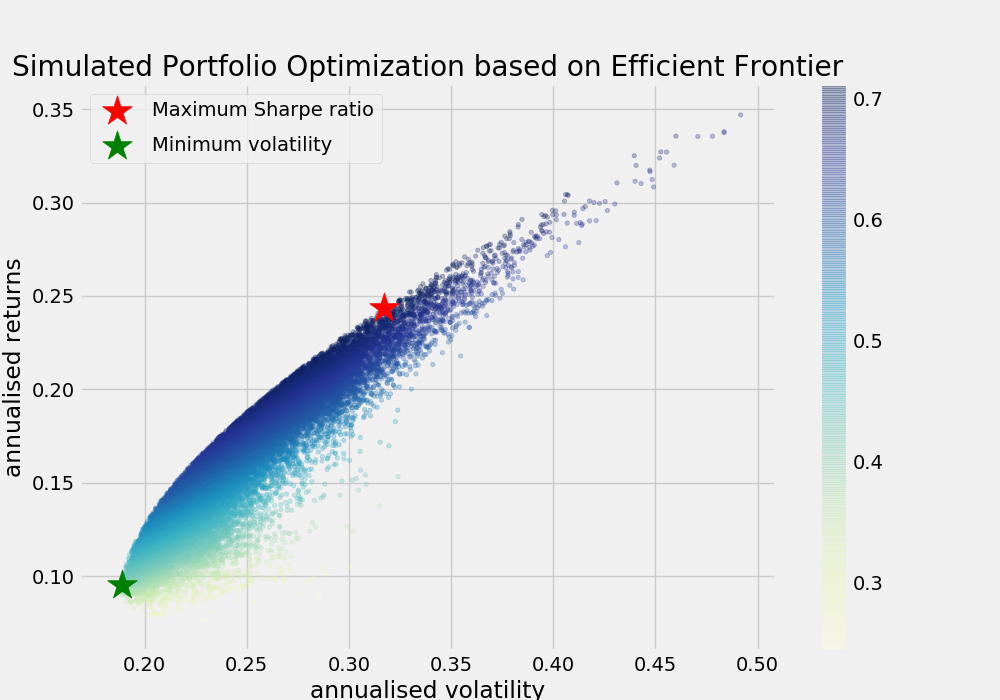 Simulated Portfolio Optimization based on Efficient Frontier
Maximum Sharpe ratio
Minimum volatility
annualised returns
0.35
0.30
0.25
0.20
0.15
0.10
0.20 0.25 0.30 0.35 0.40 0.45 0.50
annualised volatility
0.7
0.6
0.5
0.4
0.3